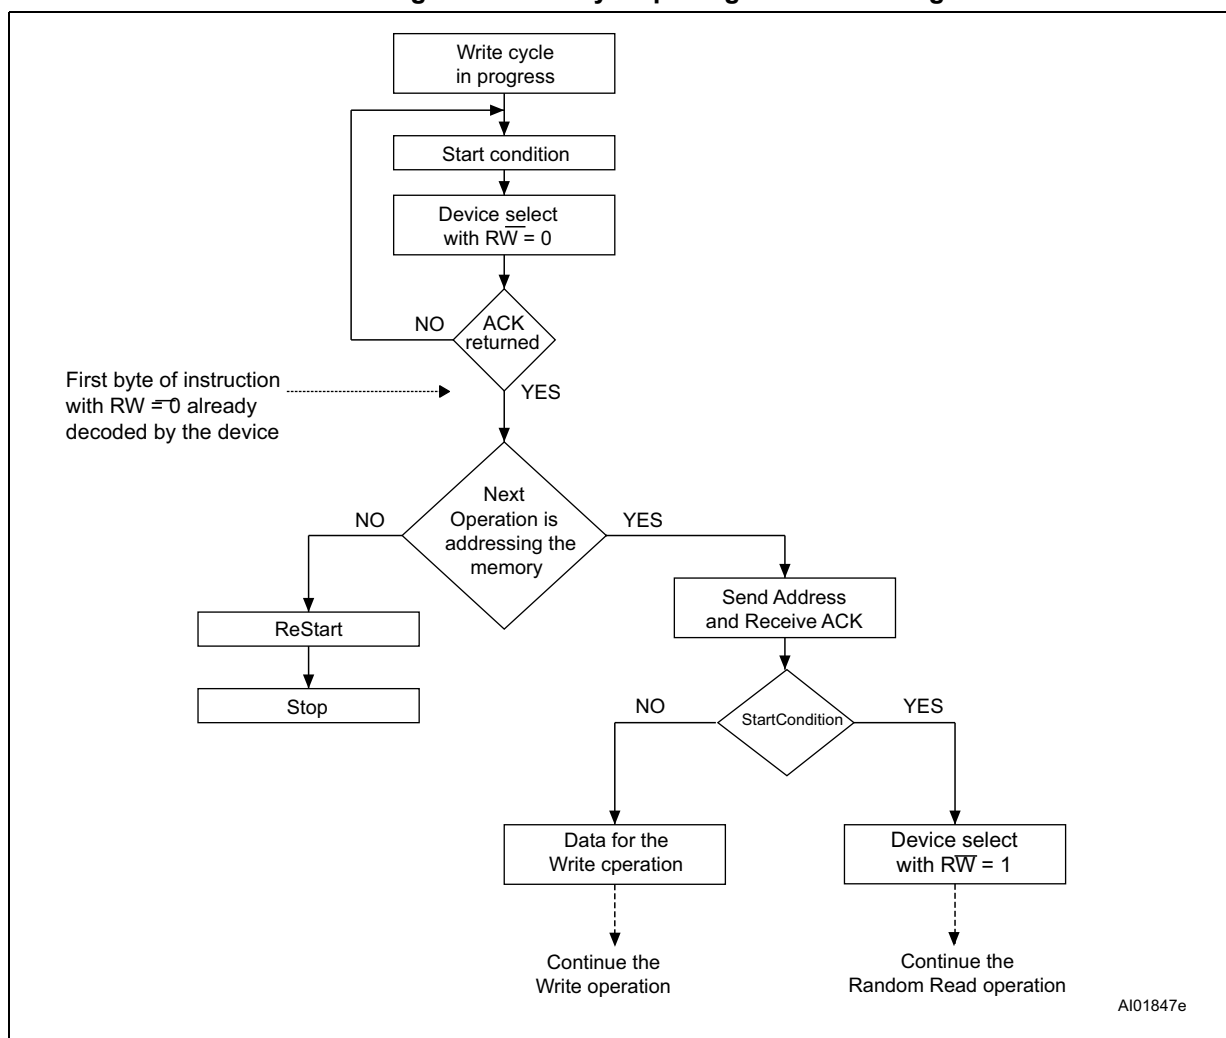 Write cycle
in progress
Start condition
Device select
with RW̅ = 0
NO
ACK
returned
YES
First byte of instruction
with RW = 0 already
decoded by the device
Next
Operation is
addressing the
memory
NO
YES
ReStart
Stop
Send Address
and Receive ACK
StartCondition
NO
YES
Data for the
Write cperation
Device select
with RW̅ = 1
Continue the
Write operation
Continue the
Random Read operation
AI01847e